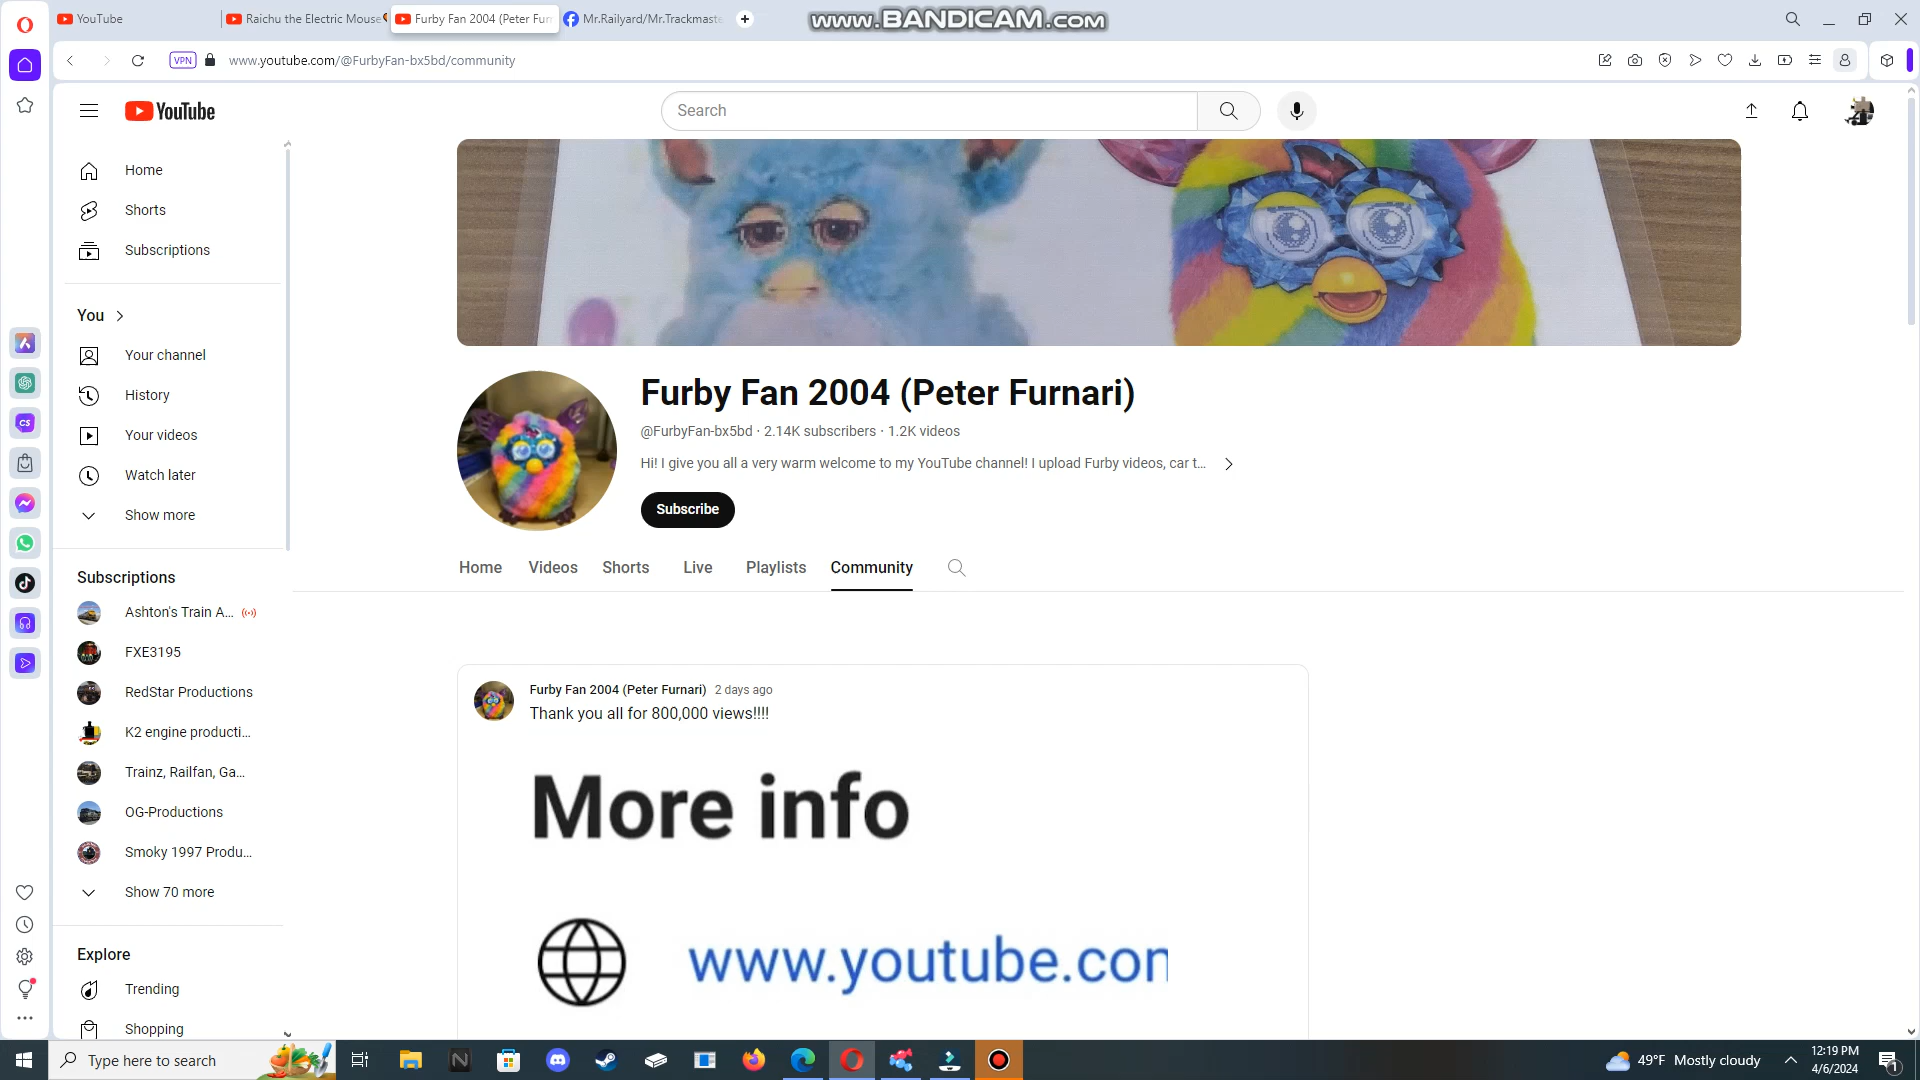 YouTube
Raichu the Electric Mouse
Furby Fan 2004 (Peter Fur
Mr.Railyard/Mr.Trackmaste
www.BANDICAM.com
VPN
www.youtube.com/@FurbyFan-bx5bd/community
YouTube
Search
Home
Shorts
Subscriptions
You
Your channel
History
Your videos
Watch later
Show more
Subscriptions
Ashton's Train A...
FXE3195
RedStar Productions
K2 engine producti...
Trainz, Railfan, Ga...
OG-Productions
Smoky 1997 Produ...
Show 70 more
Explore
Trending
Shopping
Furby Fan 2004 (Peter Furnari)
@FurbyFan-bx5bd · 2.14K subscribers · 1.2K videos
Hi! I give you all a very warm welcome to my YouTube channel! I upload Furby videos, car t...
Subscribe
Home
Videos
Shorts
Live
Playlists
Community
Furby Fan 2004 (Peter Furnari) 2 days ago
Thank you all for 800,000 views!!!!
More info
www.youtube.con
CS
Type here to search
49°F Mostly cloudy
12:19 PM
4/6/2024
1